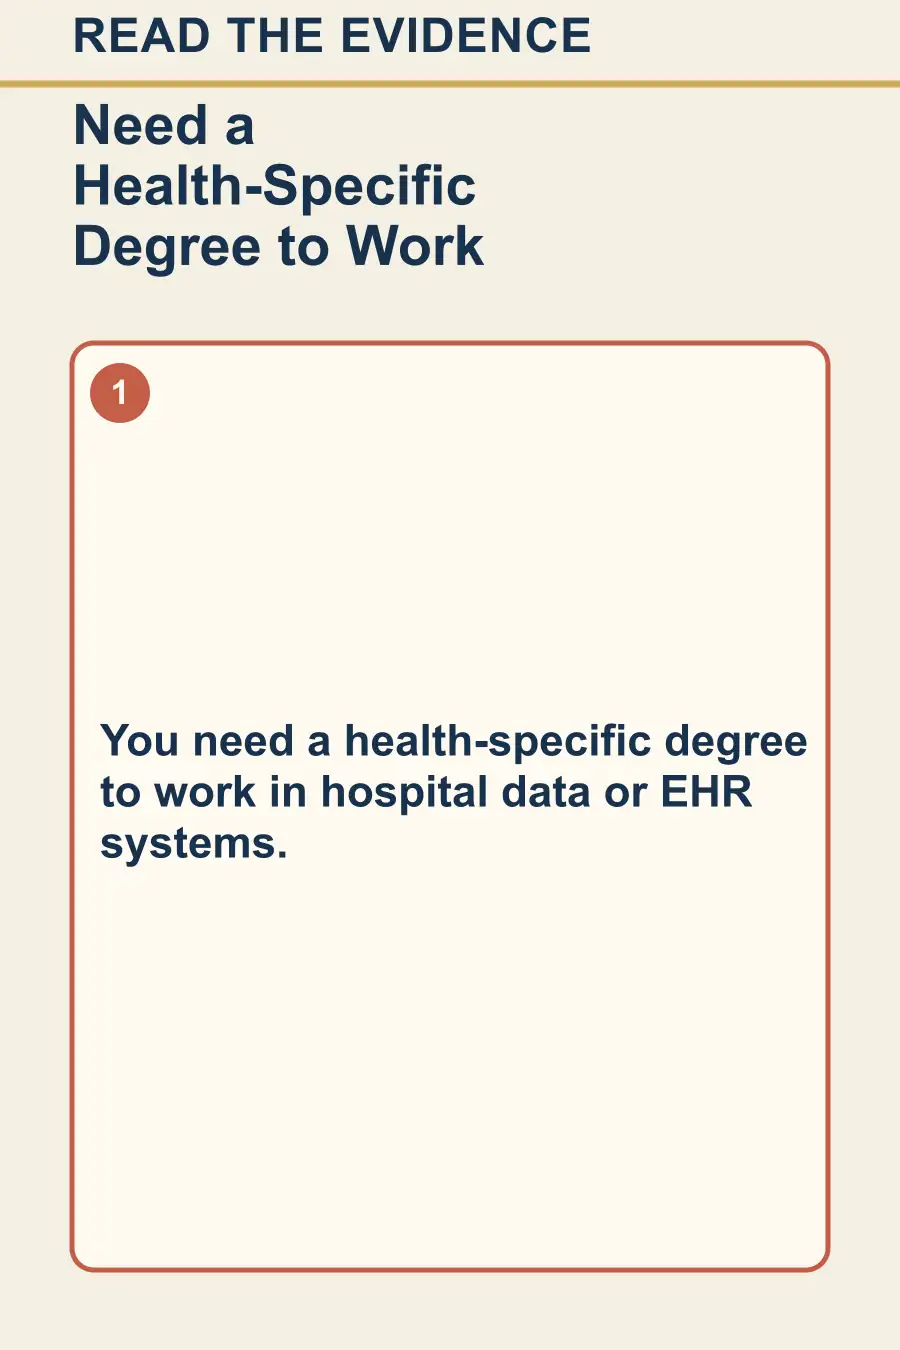 READ THE EVIDENCE
Need a
Health-Specific
Degree to Work
1
You need a health-specific degree
to work in hospital data or EHR
systems.